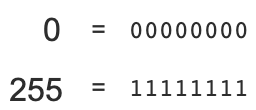 0 = 00000000
255 = 11111111